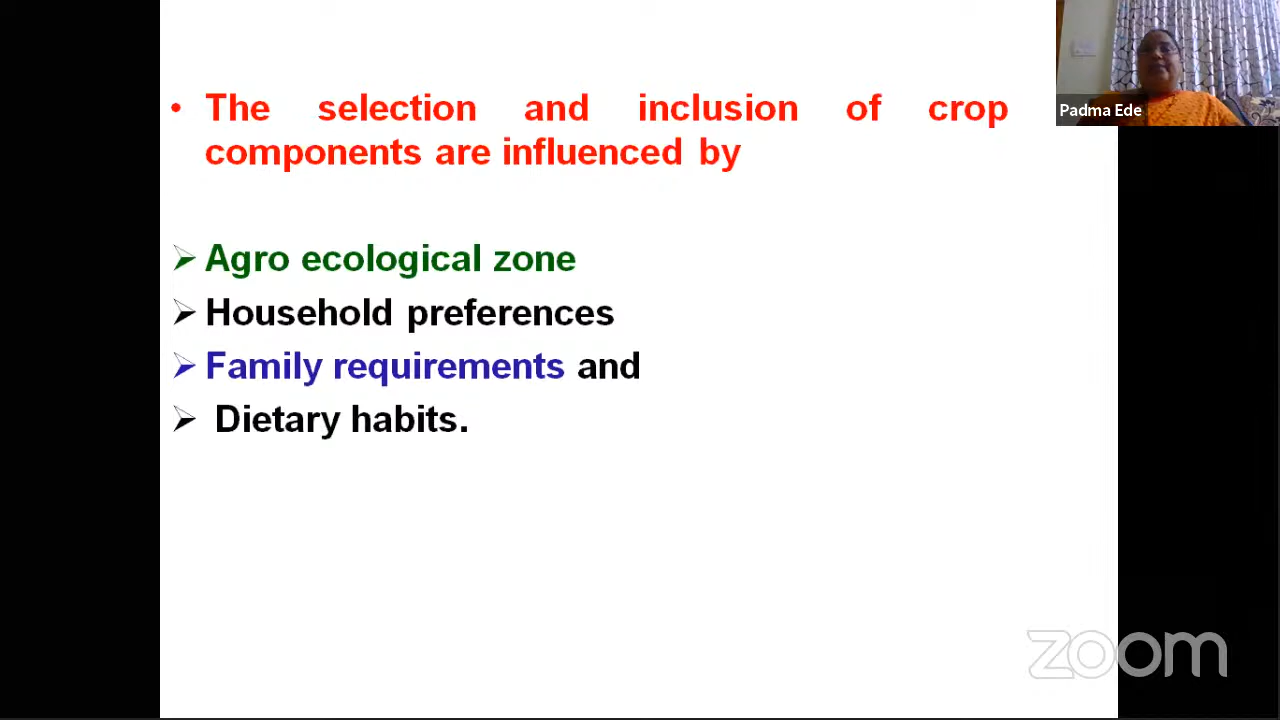 • The selection and inclusion of crop
components are influenced by
Padma Ede
➢ Agro ecological zone
➢ Household preferences
➢ Family requirements and
➢ Dietary habits.
zoom